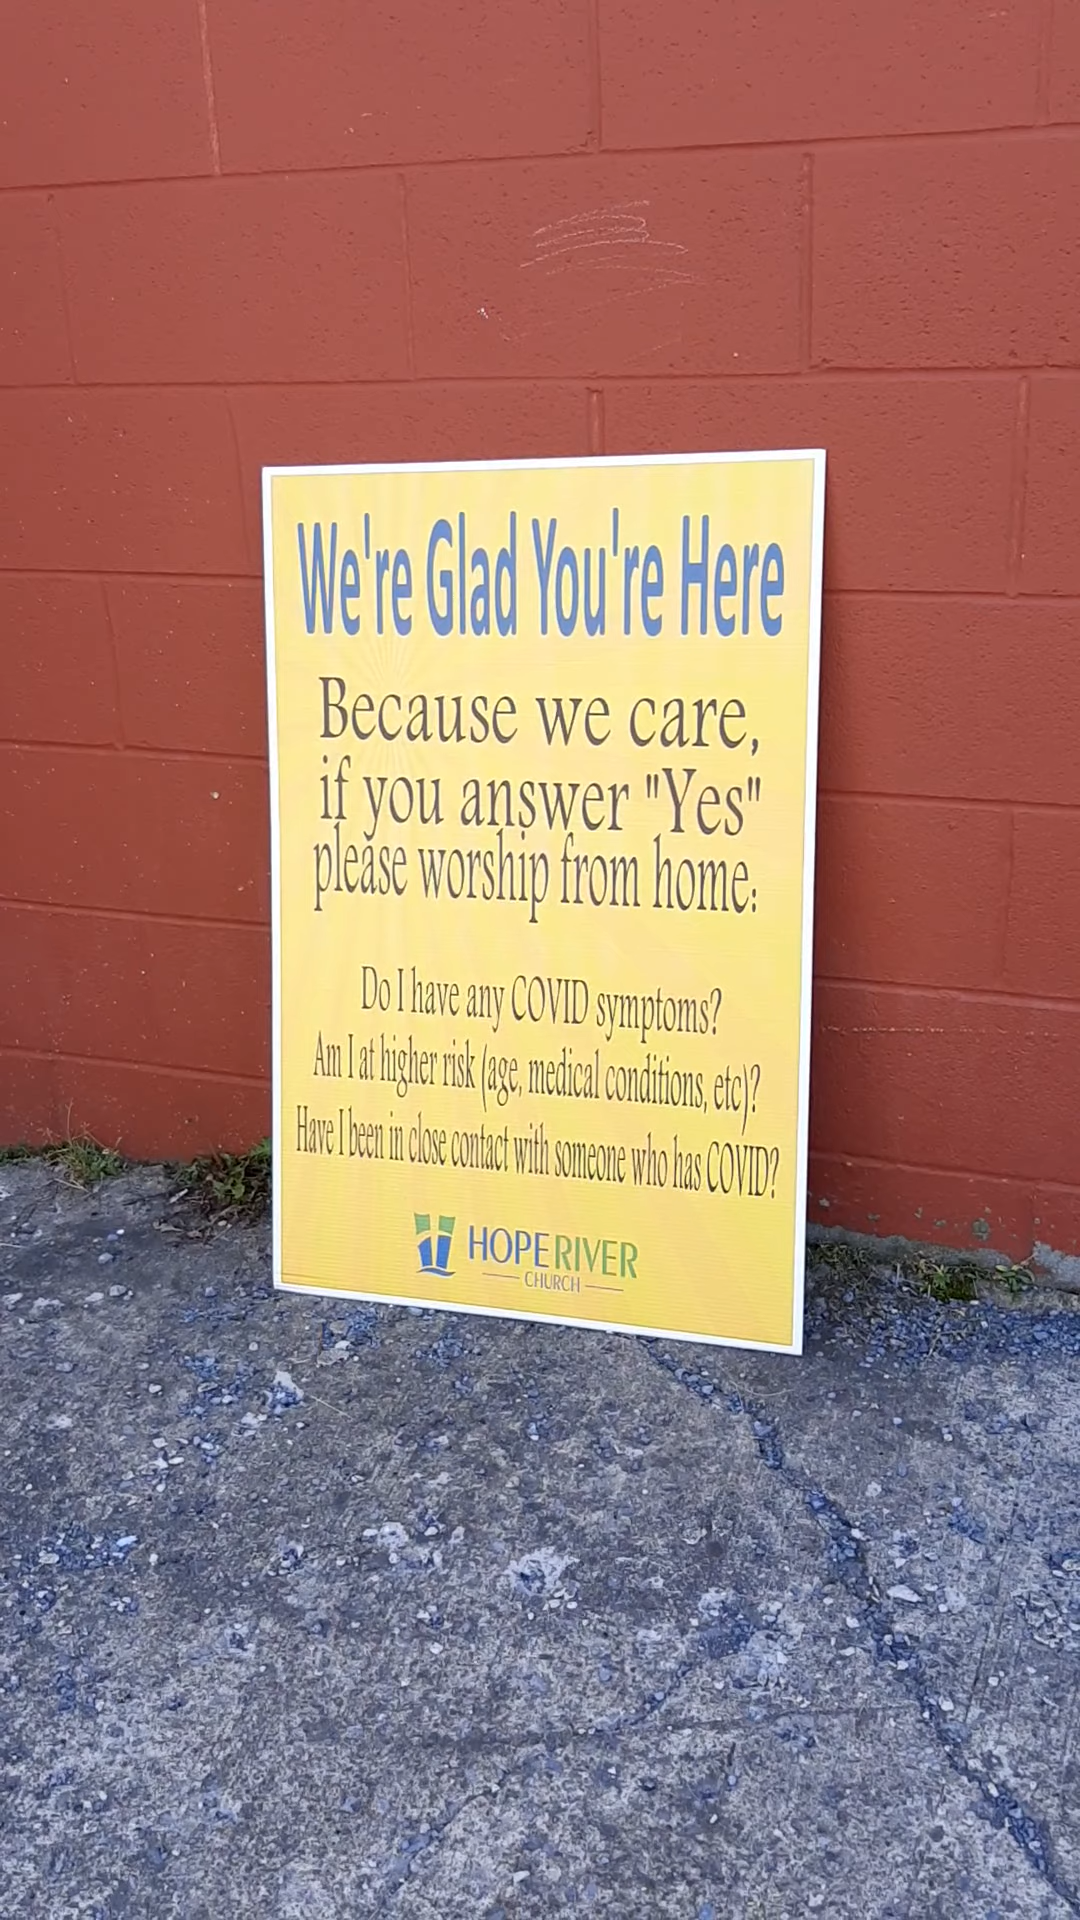 We're Glad You're Here
Because we care,
if you answer "Yes"
please worship from home:
Do I have any COVID symptoms?
Am I at higher risk (age, medical conditions, etc)?
Have I been in close contact with someone who has COVID?
HOPERIVER
CHURCH